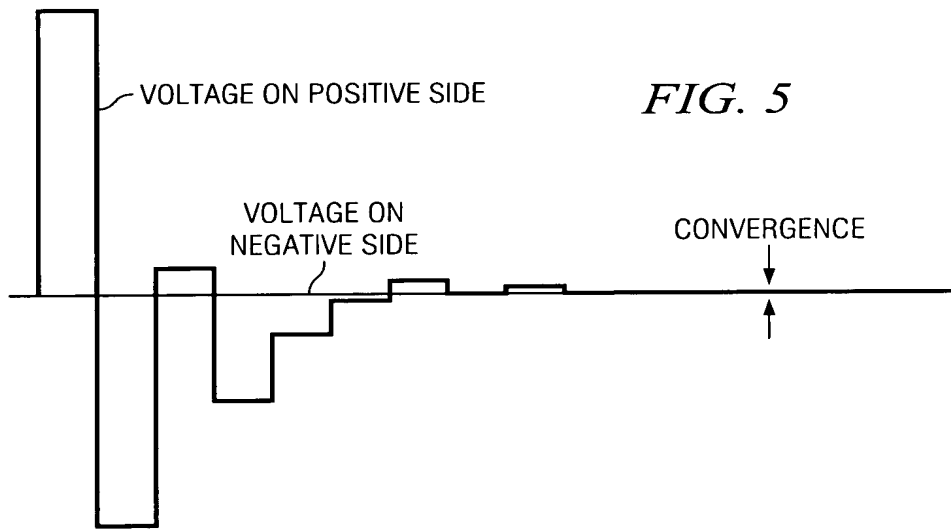 VOLTAGE ON POSITIVE SIDE
FIG. 5
VOLTAGE ON
NEGATIVE SIDE
CONVERGENCE